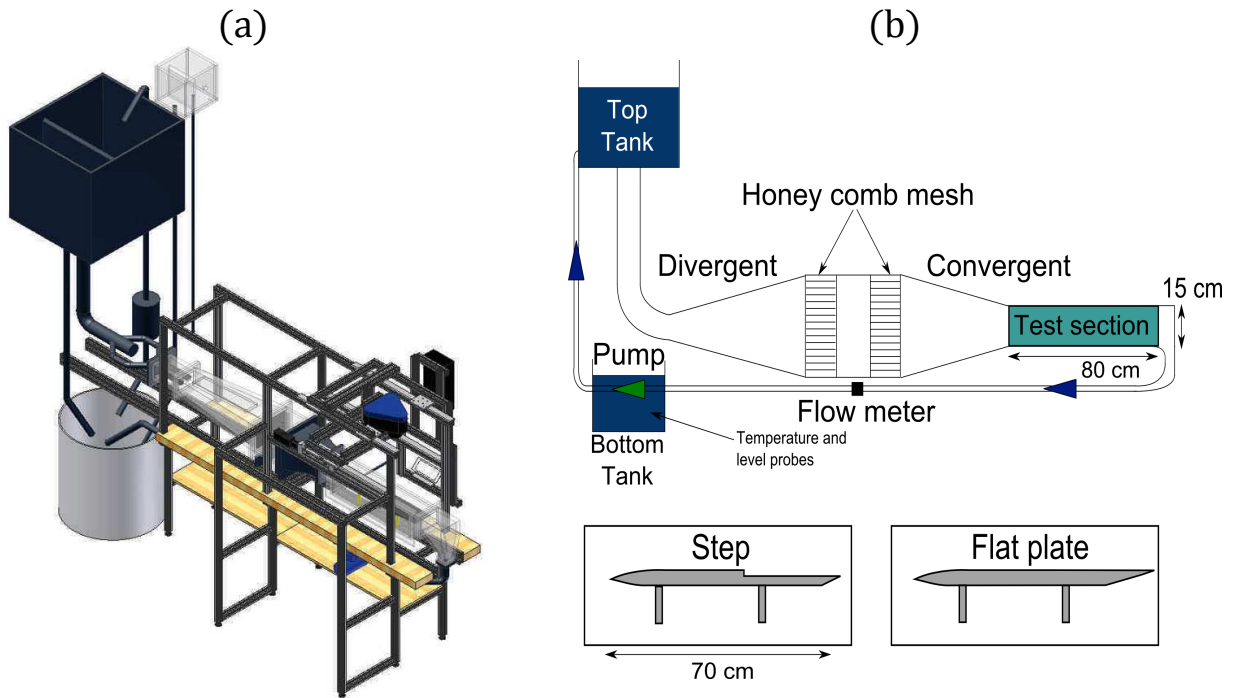 (a)
(b)
Top
Tank
Honey comb mesh
Divergent
Convergent
15 cm
Test section
Pump
80 cm
Flow meter
Bottom
Tank
Temperature and
level probes
Step
Flat plate
70 cm